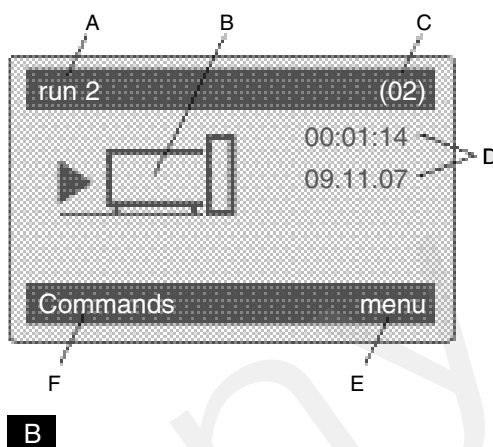 A B C
run 2 (02)
00:01:14
D
09.11.07
Commands menu
F E
B